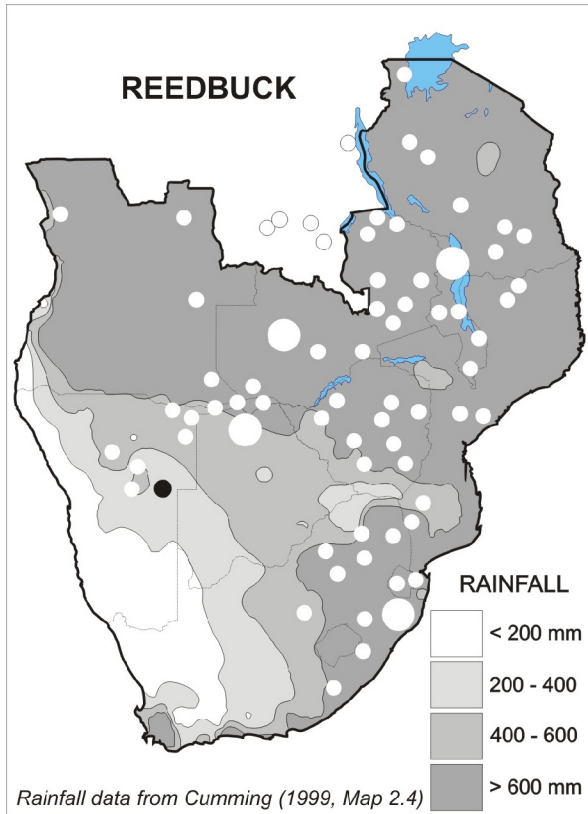 REEDBUCK
RAINFALL
< 200 mm
200 - 400
400 - 600
> 600 mm
Rainfall data from Cumming (1999, Map 2.4)